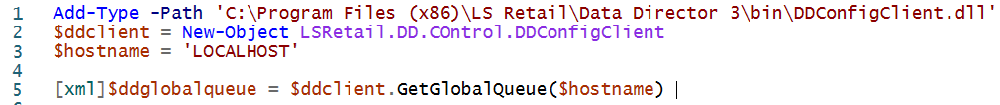 1 Add-Type -Path 'C:\Program Files (x86)\LS Retail\Data Director 3\bin\DDConfigClient.dll'
2 $ddclient = New-Object LSRetail.DD.COntrol.DDConfigClient
3 $hostname = 'LOCALHOST'
4
5 [xml]$ddglobalqueue = $ddclient.GetGlobalQueue($hostname)